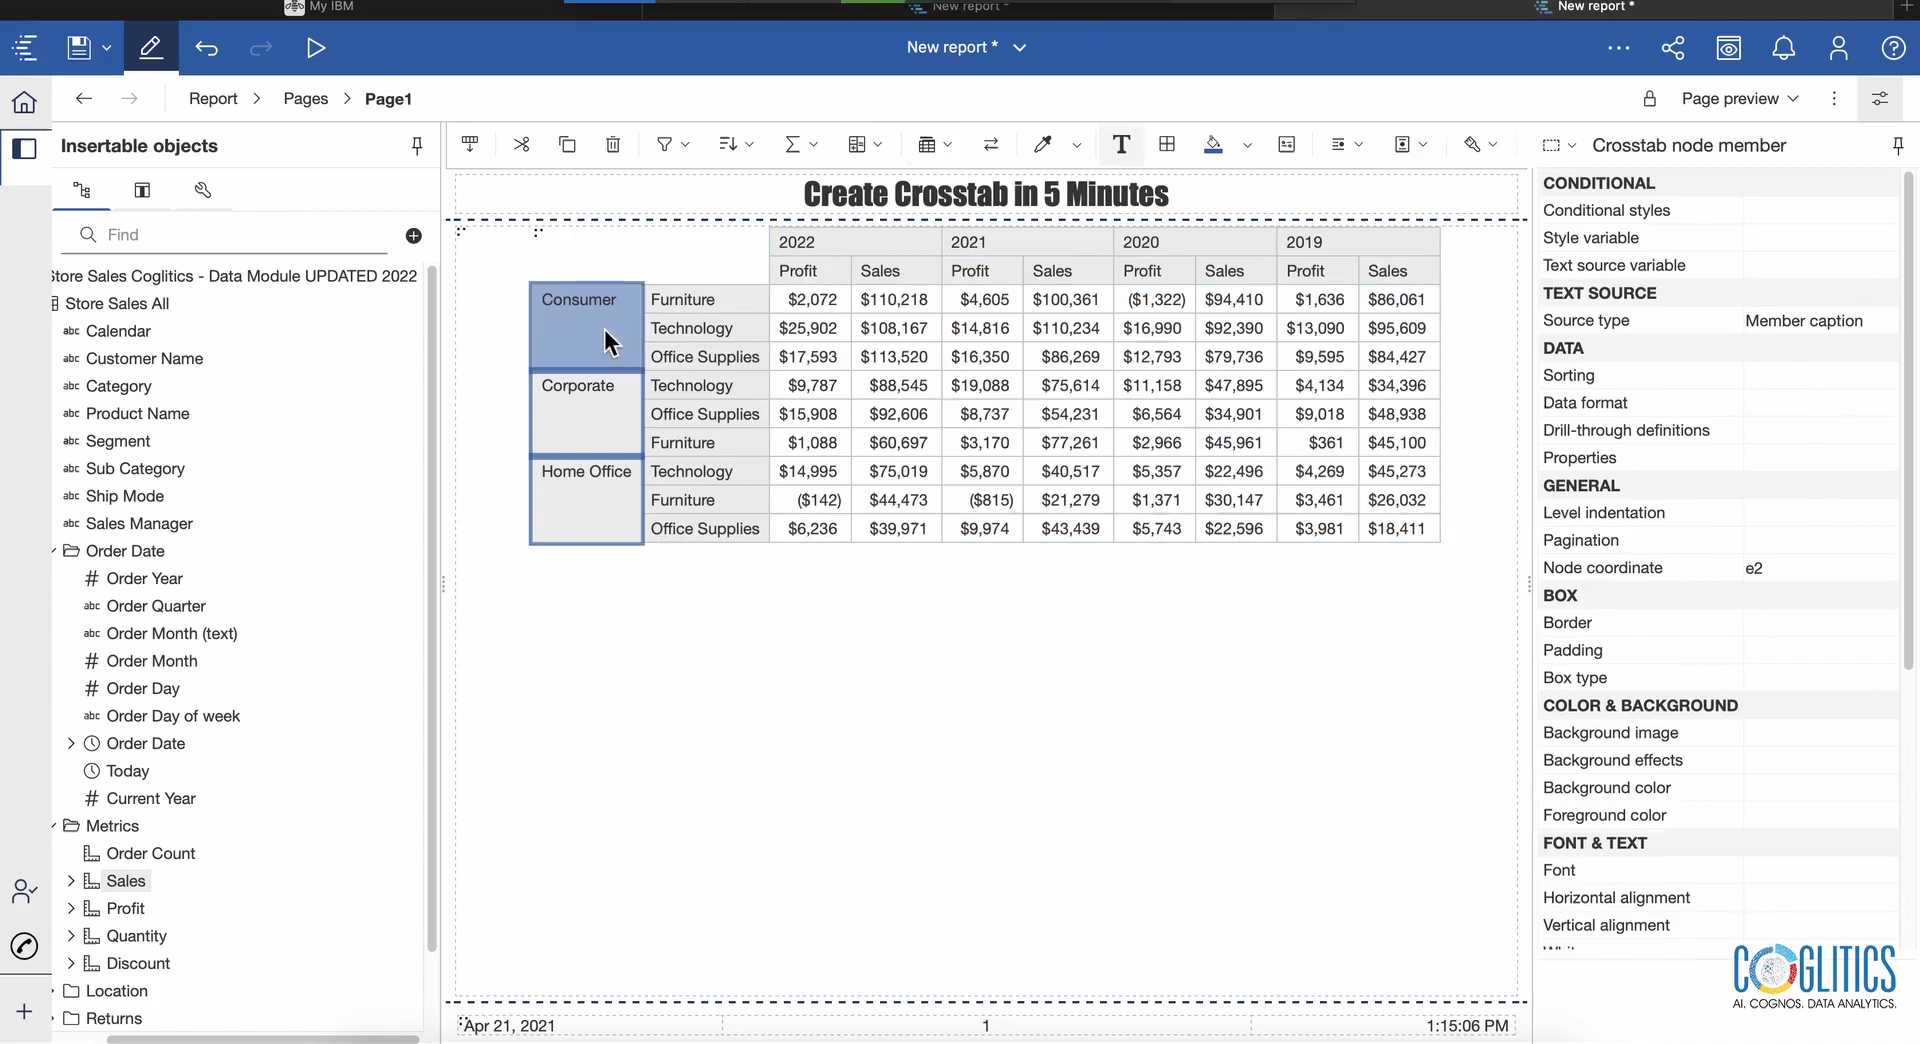 My IBM
New report *
New report *
New report *
Report > Pages > Page1
Page preview
Insertable objects
Crosstab node member
Find
Store Sales Coglitics - Data Module UPDATED 2022
Store Sales All
abc Calendar
abc Customer Name
abc Category
abc Product Name
abc Segment
abc Sub Category
abc Ship Mode
abc Sales Manager
Order Date
# Order Year
abc Order Quarter
abc Order Month (text)
# Order Month
# Order Day
abc Order Day of week
Order Date
Today
# Current Year
Metrics
Order Count
Sales
Profit
Quantity
Discount
Location
Returns
Create Crosstab in 5 Minutes
2022 2021 2020 2019
Profit Sales Profit Sales Profit Sales Profit Sales
Consumer Furniture $2,072 $110,218 $4,605 $100,361 ($1,322) $94,410 $1,636 $86,061
Technology $25,902 $108,167 $14,816 $110,234 $16,990 $92,390 $13,090 $95,609
Office Supplies $17,593 $113,520 $16,350 $86,269 $12,793 $79,736 $9,595 $84,427
Corporate Technology $9,787 $88,545 $19,088 $75,614 $11,158 $47,895 $4,134 $34,396
Office Supplies $15,908 $92,606 $8,737 $54,231 $6,564 $34,901 $9,018 $48,938
Furniture $1,088 $60,697 $3,170 $77,261 $2,966 $45,961 $361 $45,100
Home Office Technology $14,995 $75,019 $5,870 $40,517 $5,357 $22,496 $4,269 $45,273
Furniture ($142) $44,473 ($815) $21,279 $1,371 $30,147 $3,461 $26,032
Office Supplies $6,236 $39,971 $9,974 $43,439 $5,743 $22,596 $3,981 $18,411
Apr 21, 2021 1 1:15:06 PM
CONDITIONAL
Conditional styles
Style variable
Text source variable
TEXT SOURCE
Source type Member caption
DATA
Sorting
Data format
Drill-through definitions
Properties
GENERAL
Level indentation
Pagination
Node coordinate e2
BOX
Border
Padding
Box type
COLOR & BACKGROUND
Background image
Background effects
Background color
Foreground color
FONT & TEXT
Font
Horizontal alignment
Vertical alignment
COGLITICS
AI. COGNOS. DATA ANALYTICS.